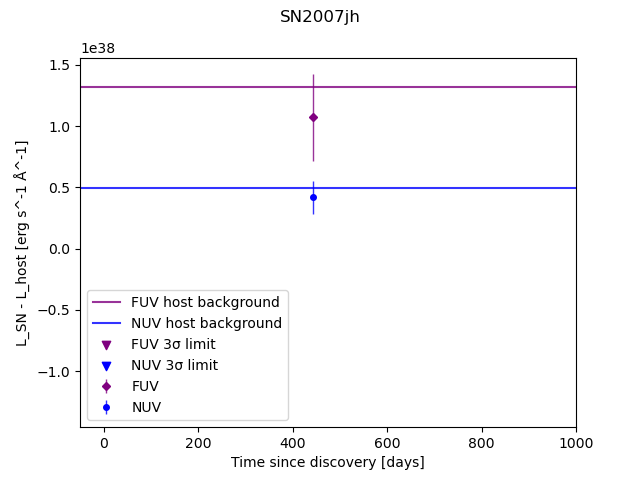 SN2007jh
1e38
1.5
1.0
0.5
0.0
−0.5
−1.0
L_SN - L_host [erg s^-1 Å^-1]
FUV host background
NUV host background
FUV 3σ limit
NUV 3σ limit
FUV
NUV
0 200 400 600 800 1000
Time since discovery [days]